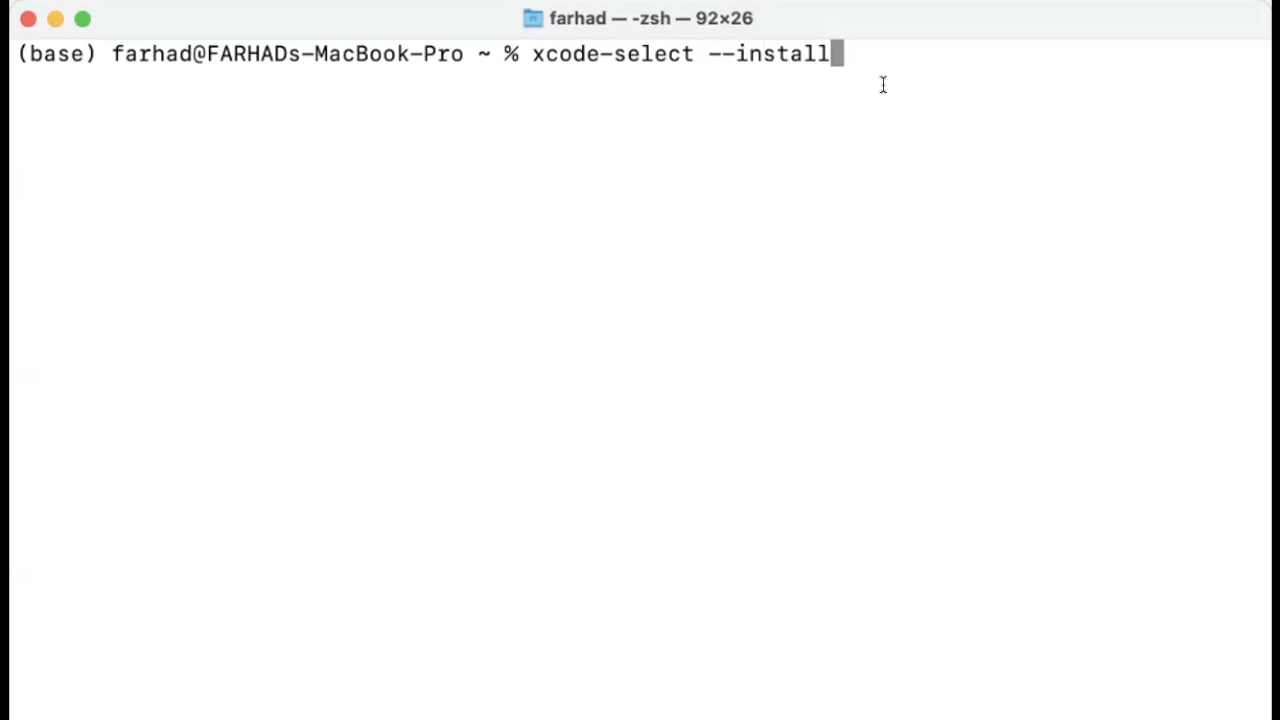 farhad — -zsh — 92×26
(base) farhad@FARHADs-MacBook-Pro ~ % xcode-select --install